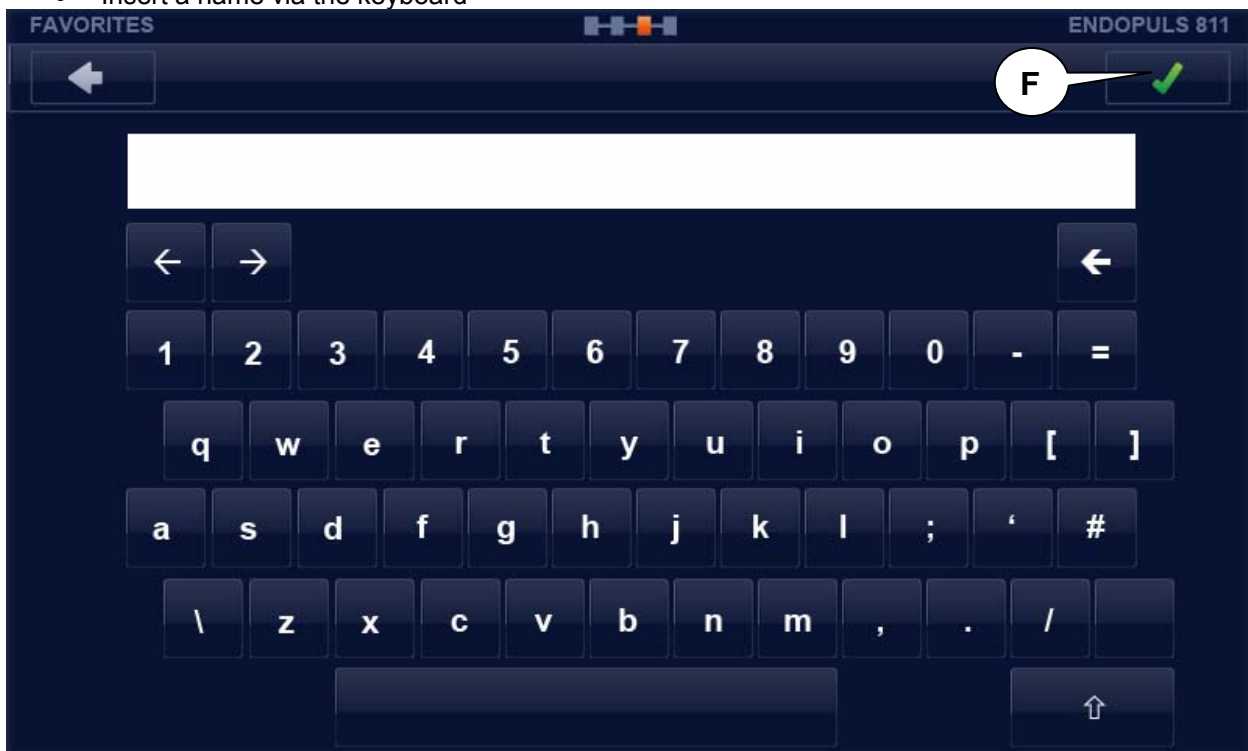 • Insert a name via the keyboard
FAVORITES ENDOPULS 811
F
1 2 3 4 5 6 7 8 9 0 - =
q w e r t y u i o p [ ]
a s d f g h j k l ; ‘ #
\ z x c v b n m , . /